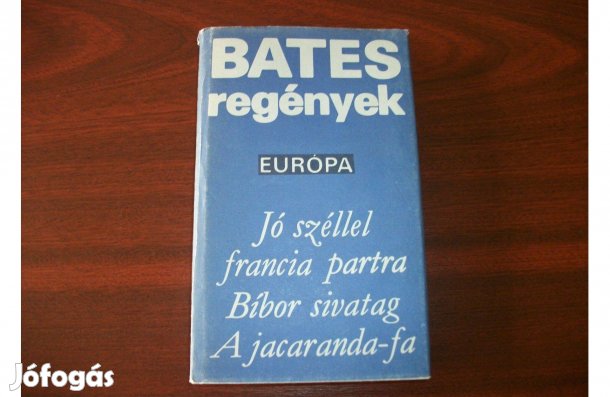 BATES
regények
EURÓPA
Jó széllel
francia partra
Bíbor sivatag
A jacaranda-fa
Jófogás